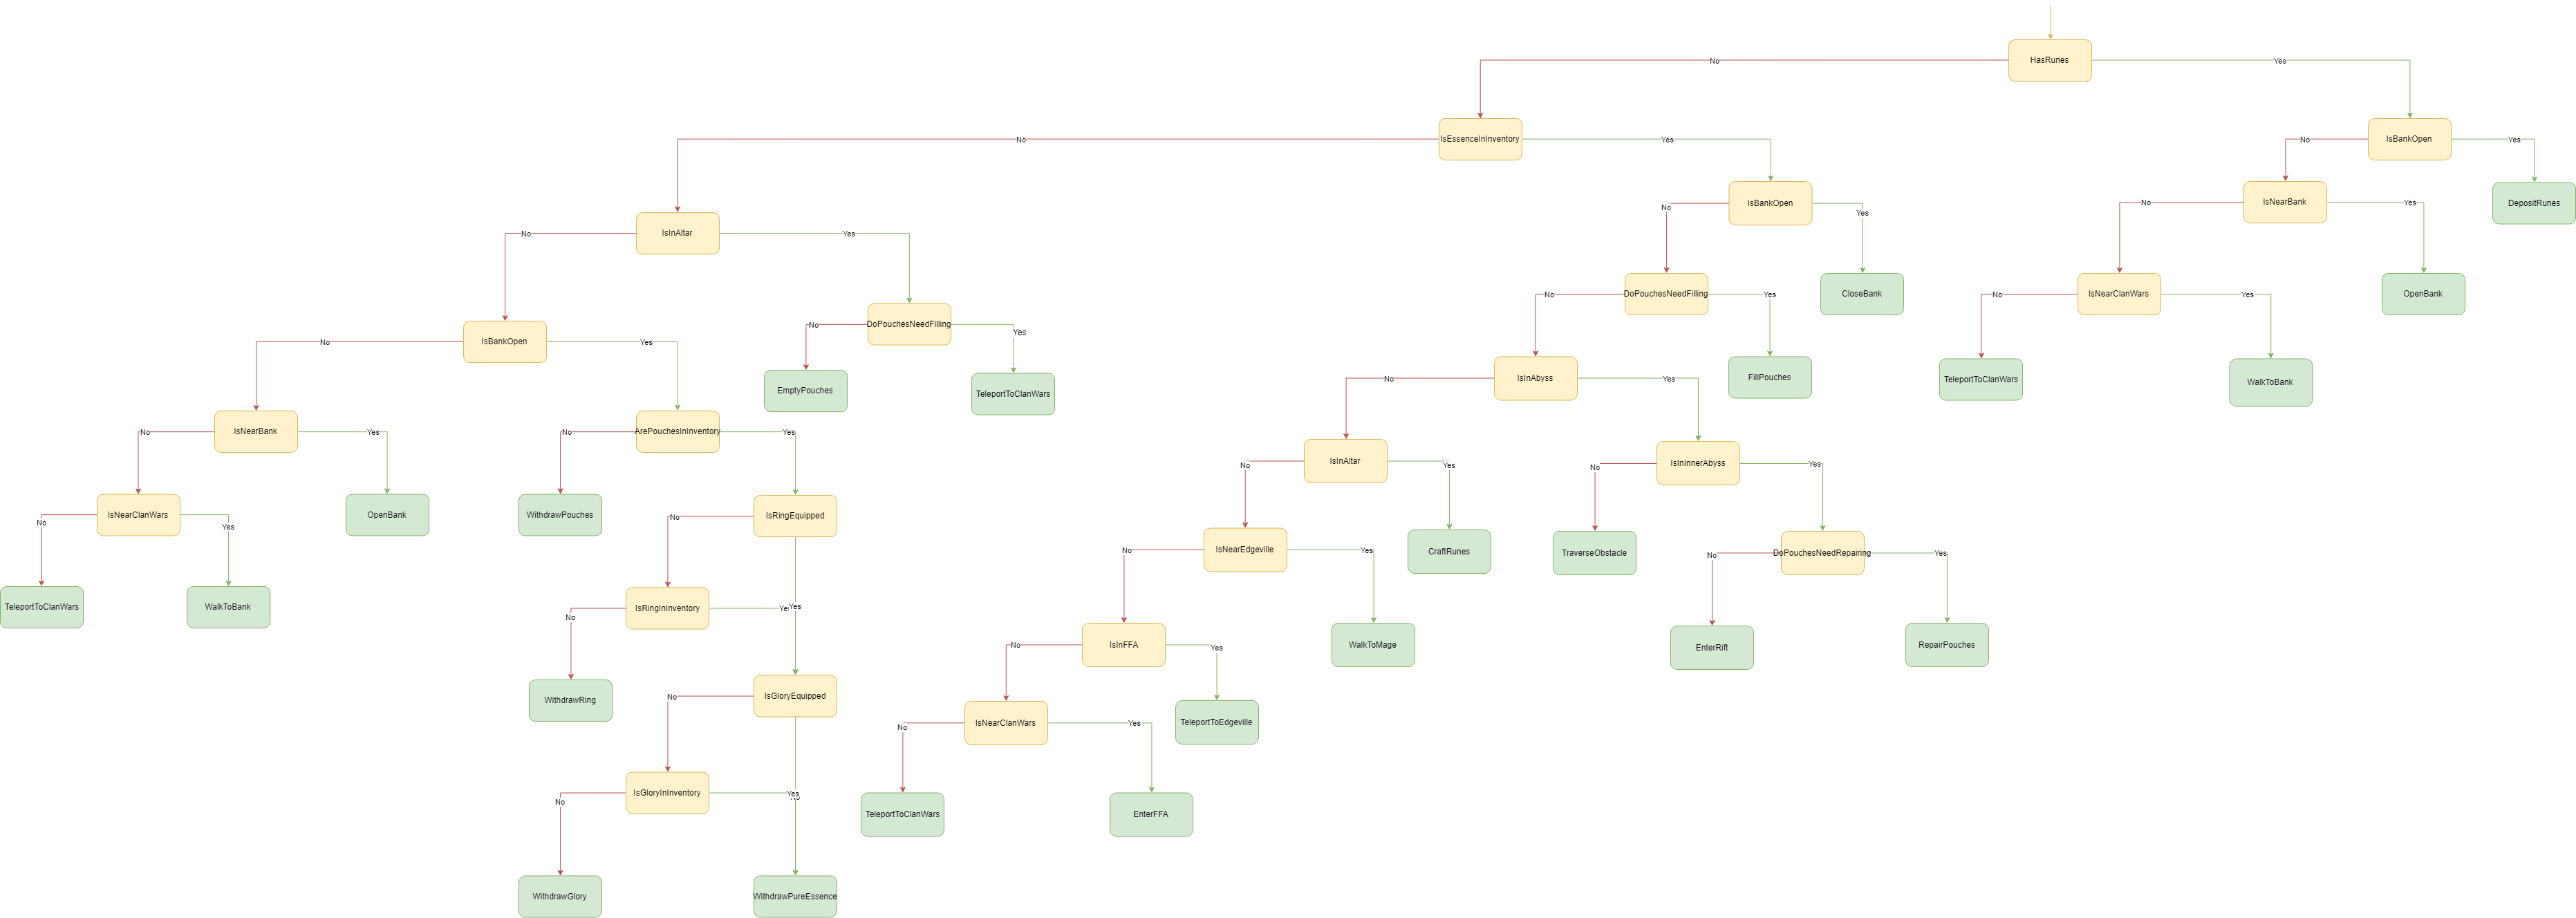 HasRunes
No
Yes
IsEssenceInInventory
IsBankOpen
No
Yes
No
Yes
IsBankOpen
IsNearBank
DepositRunes
No
Yes
No
Yes
IsInAltar
No
Yes
DoPouchesNeedFilling
CloseBank
IsNearClanWars
OpenBank
No
Yes
No
Yes
DoPouchesNeedFilling
No
Yes
IsBankOpen
No
Yes
IsInAbyss
FillPouches
TeleportToClanWars
WalkToBank
No
Yes
EmptyPouches
TeleportToClanWars
IsNearBank
No
Yes
ArePouchesInInventory
No
Yes
IsInAltar
No
Yes
IsInInnerAbyss
No
Yes
IsNearClanWars
No
Yes
OpenBank
WithdrawPouches
IsRingEquipped
No
Yes
IsNearEdgeville
No
Yes
CraftRunes
TraverseObstacle
DoPouchesNeedRepairing
No
Yes
TeleportToClanWars
WalkToBank
IsRingInInventory
No
Yes
IsInFFA
No
Yes
WalkToMage
EnterRift
RepairPouches
WithdrawRing
IsGloryEquipped
No
IsNearClanWars
No
Yes
TeleportToEdgeville
IsGloryInInventory
No
Yes
TeleportToClanWars
EnterFFA
WithdrawGlory
WithdrawPureEssence